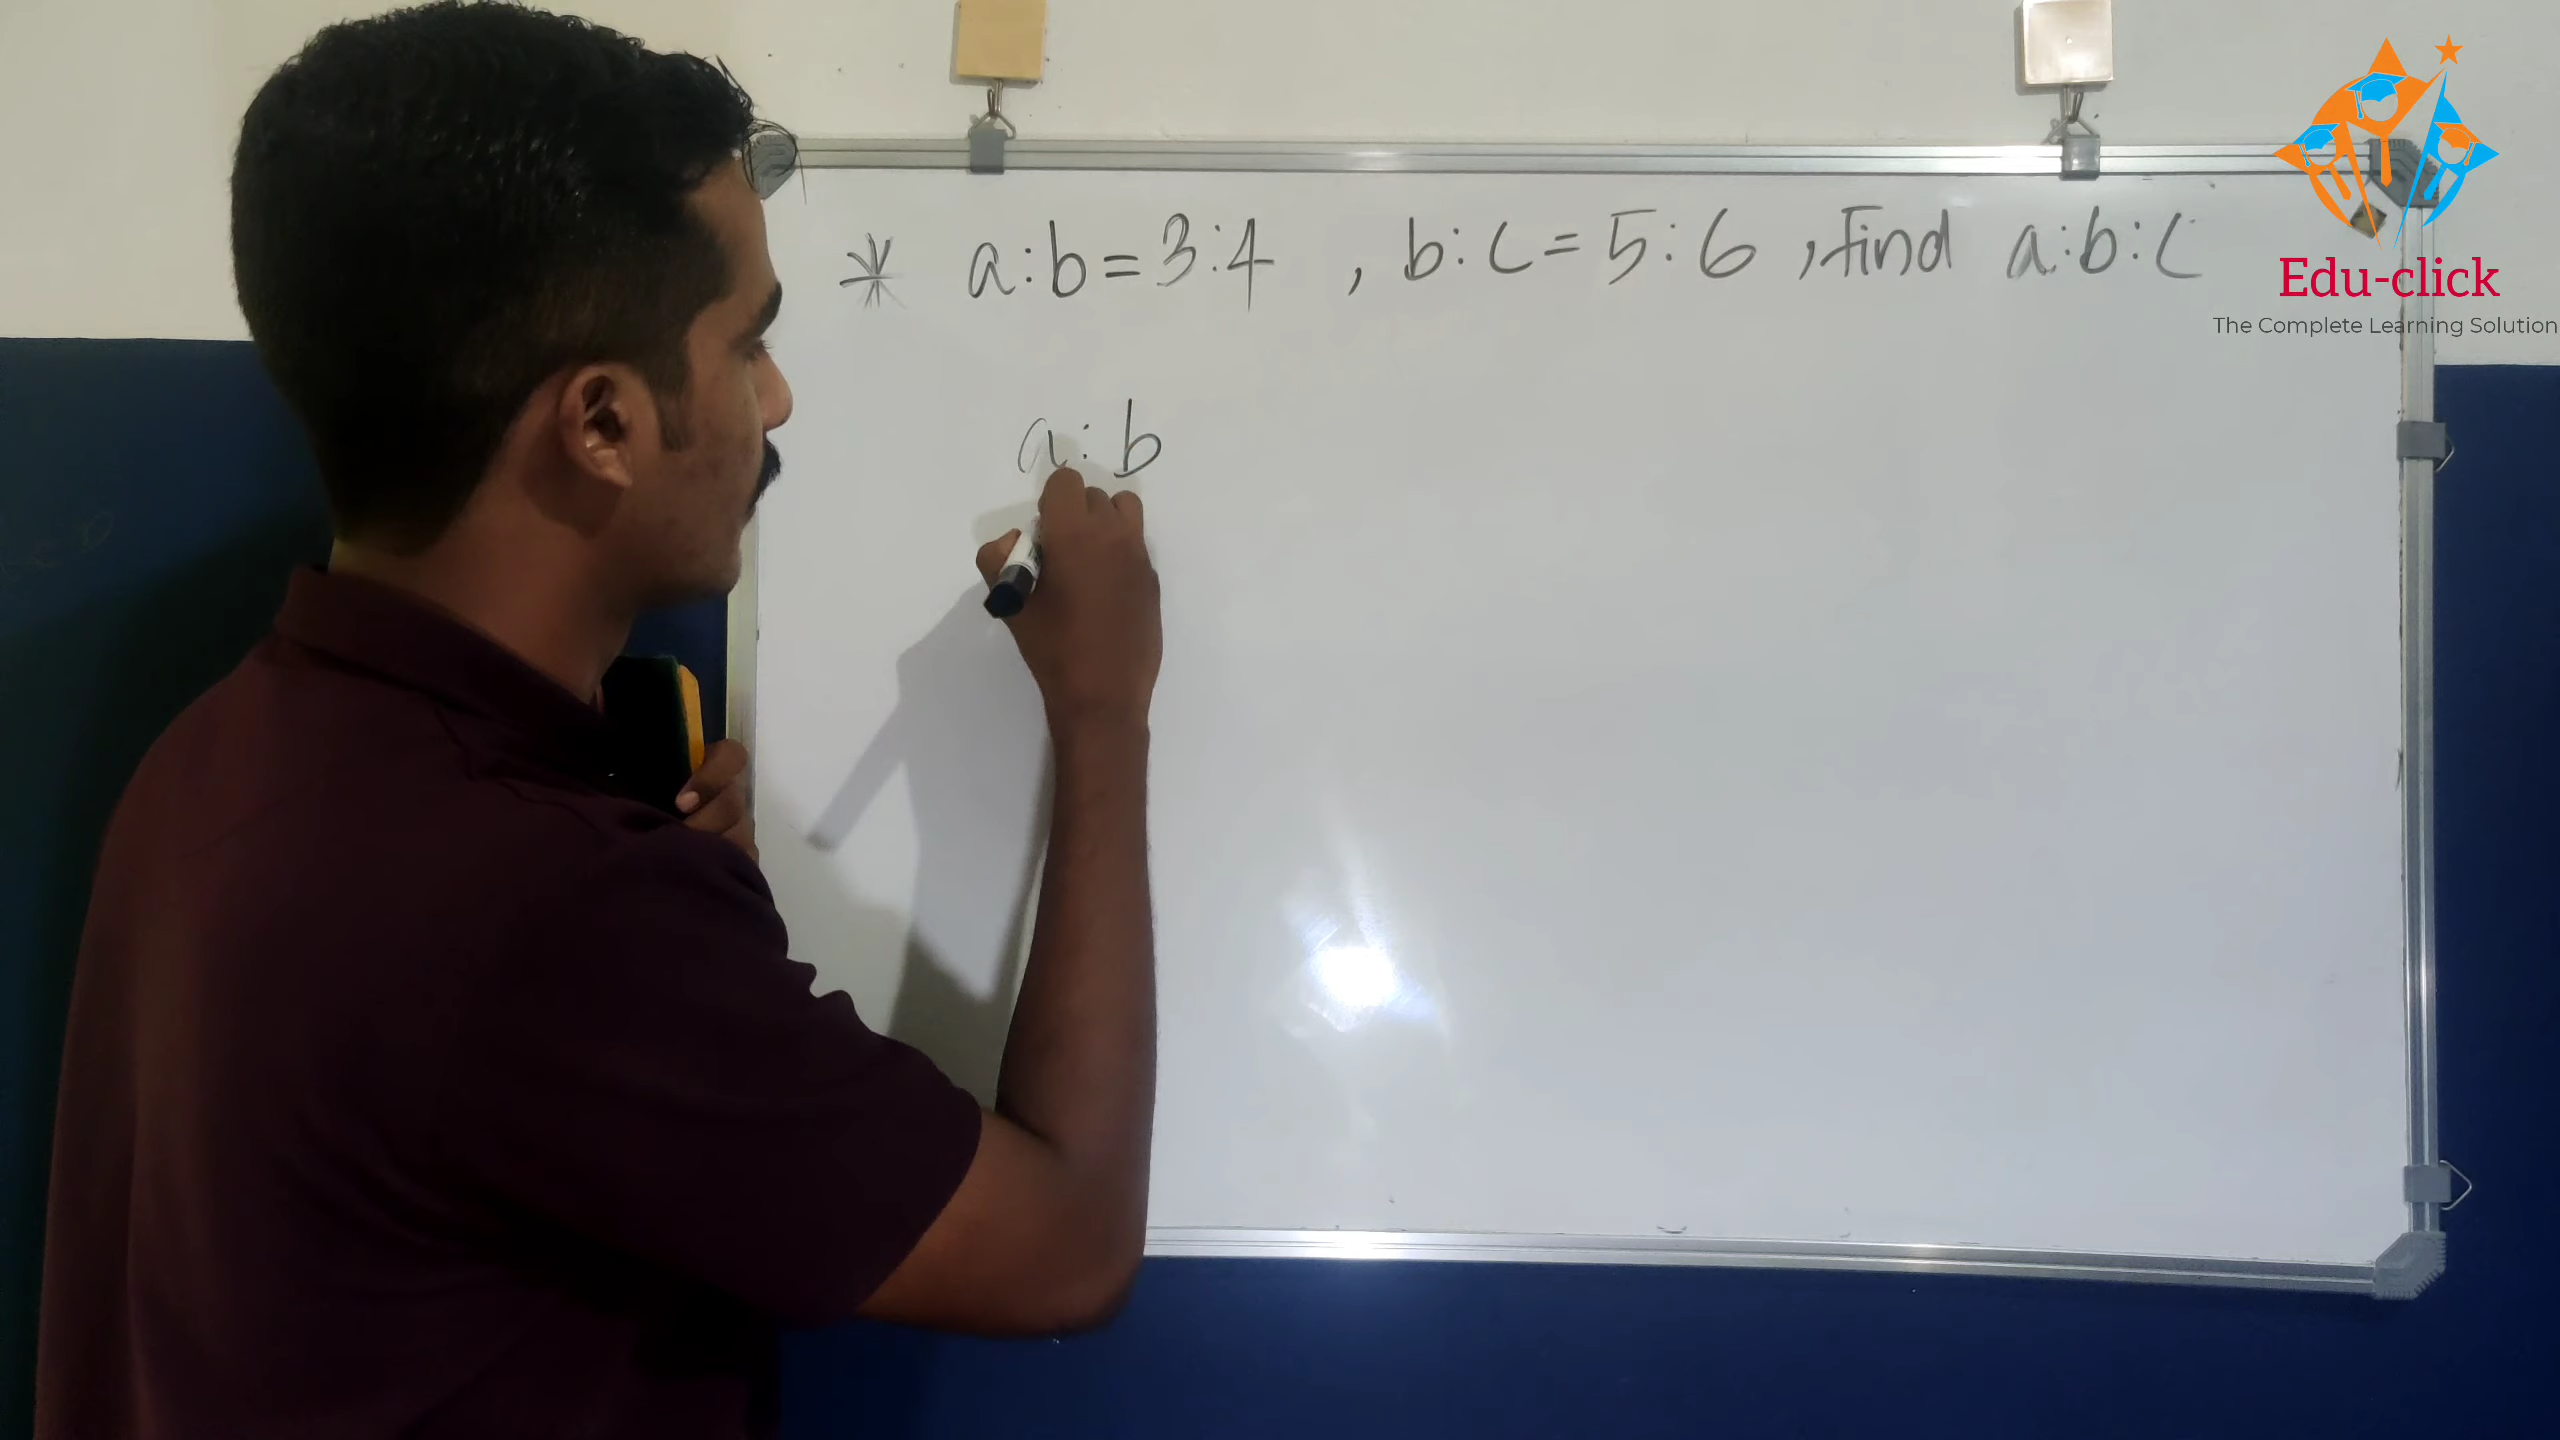 * a:b=3:4 , b:c=5:6 , find a:b:c
Edu-click
The Complete Learning Solution
a:b